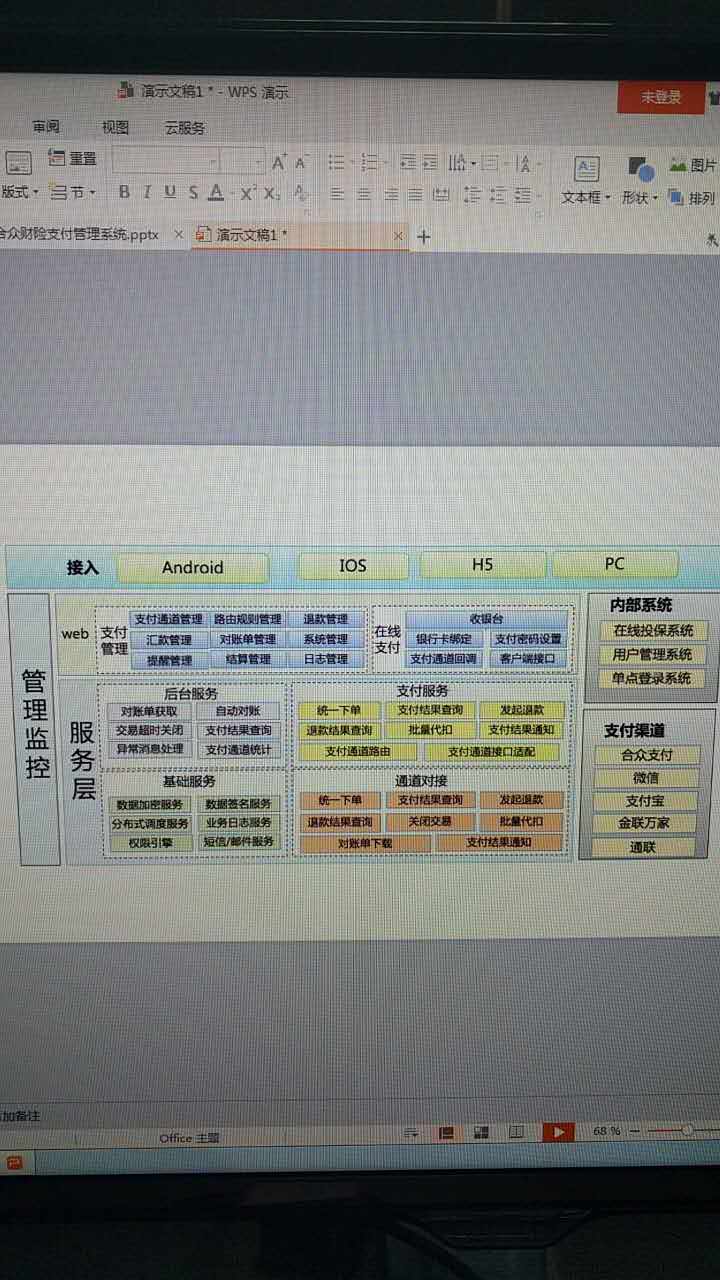 演示文稿1 * - WPS 演示
未登录
审阅 视图 云服务
重置
版式 节 B I U S A X² X₂ 文本框 形状 排列 图片
合众财险支付管理系统.pptx × 演示文稿1 * × +
接入 Android IOS H5 PC
管理监控
web
支付管理
支付通道管理 路由规则管理 退款管理
汇款管理 对账单管理 系统管理
提醒管理 结算管理 日志管理
在线支付
收银台
银行卡绑定 支付密码设置
支付通道回调 客户端接口
服务层
后台服务
对账单获取 自动对账
交易超时关闭 支付结果查询
异常消息处理 支付通道统计
支付服务
统一下单 支付结果查询 发起退款
退款结果查询 批量代扣 支付结果通知
支付通道路由 支付通道接口适配
基础服务
数据加密服务 数据签名服务
分布式调度服务 业务日志服务
权限引擎 短信/邮件服务
通道对接
统一下单 支付结果查询 发起退款
退款结果查询 关闭交易 批量代扣
对账单下载 支付结果通知
内部系统
在线投保系统
用户管理系统
单点登录系统
支付渠道
合众支付
微信
支付宝
金联万家
通联
加备注
Office 主题 68 %